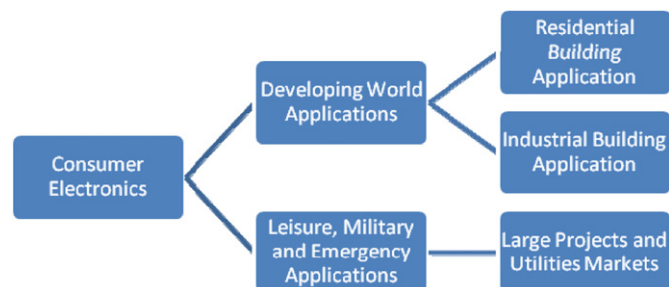 Residential
Building
Application
Developing World
Applications
Industrial Building
Application
Consumer
Electronics
Leisure, Military
and Emergency
Applications
Large Projects and
Utilities Markets